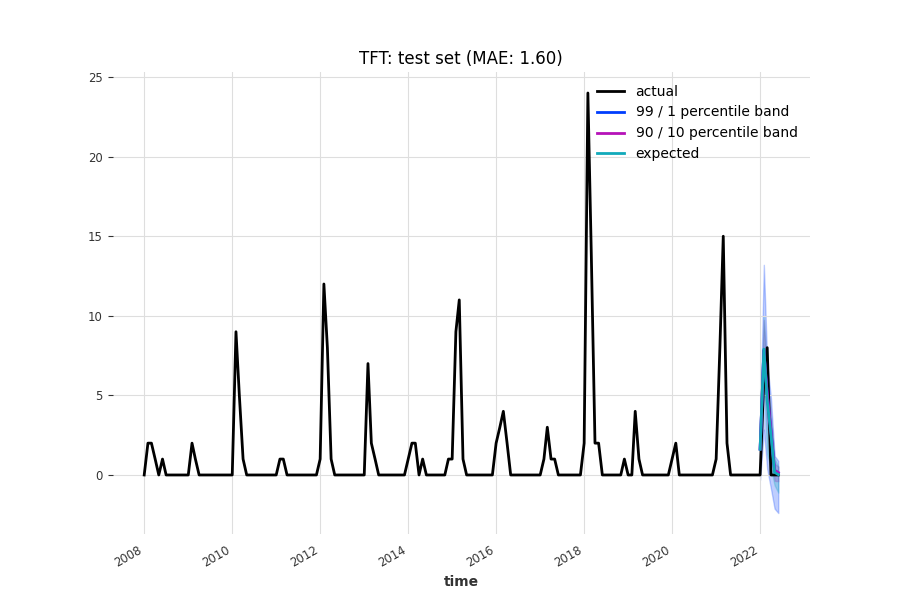 TFT: test set (MAE: 1.60)
actual
99 / 1 percentile band
90 / 10 percentile band
expected
25
20
15
10
5
0
2008 2010 2012 2014 2016 2018 2020 2022
time